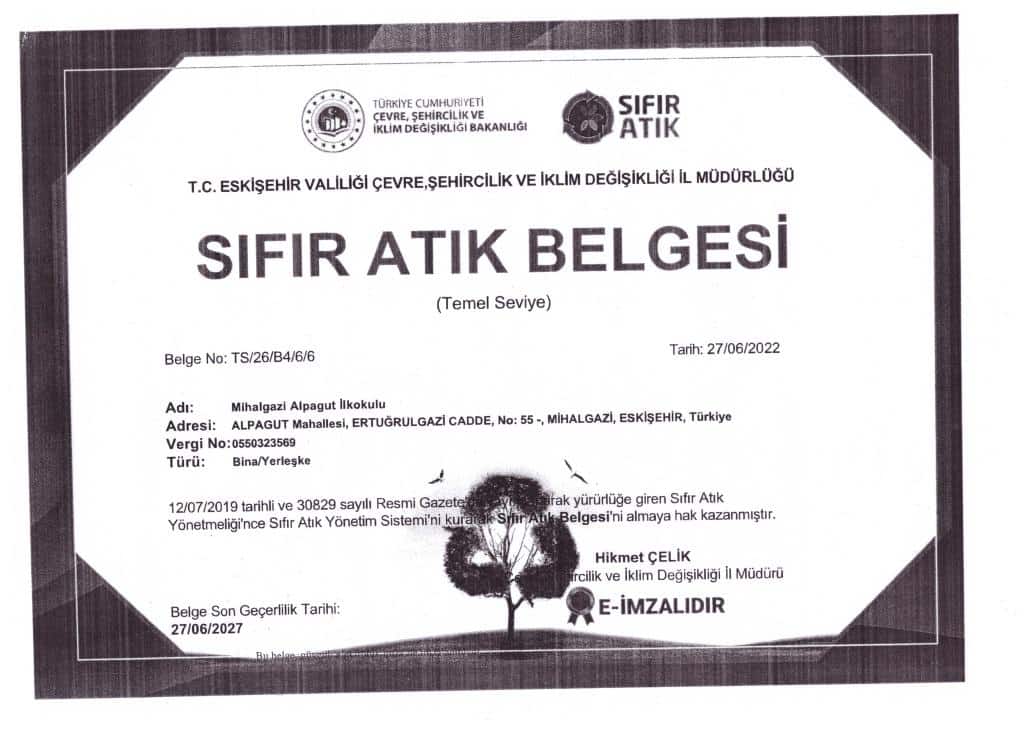 TÜRKİYE CUMHURİYETİ
ÇEVRE, ŞEHİRCİLİK VE
İKLİM DEĞİŞİKLİĞİ BAKANLIĞI
SIFIR
ATIK
T.C. ESKİŞEHİR VALİLİĞİ ÇEVRE,ŞEHİRCİLİK VE İKLİM DEĞİŞİKLİĞİ İL MÜDÜRLÜĞÜ
SIFIR ATIK BELGESİ
(Temel Seviye)
Belge No: TS/26/B4/6/6
Tarih: 27/06/2022
Adı: Mihalgazi Alpagut İlkokulu
Adresi: ALPAGUT Mahallesi, ERTUĞRULGAZİ CADDE, No: 55 -, MİHALGAZİ, ESKİŞEHİR, Türkiye
Vergi No:0550323569
Türü: Bina/Yerleşke
12/07/2019 tarihli ve 30829 sayılı Resmi Gazete'de yürürlüğe giren Sıfır Atık
Yönetmeliği'nce Sıfır Atık Yönetim Sistemi'ni kurarak Sıfır Atık Belgesi'ni almaya hak kazanmıştır.
Hikmet ÇELİK
ve İklim Değişikliği İl Müdürü
E-İMZALIDIR
Belge Son Geçerlilik Tarihi:
27/06/2027
Bu belge